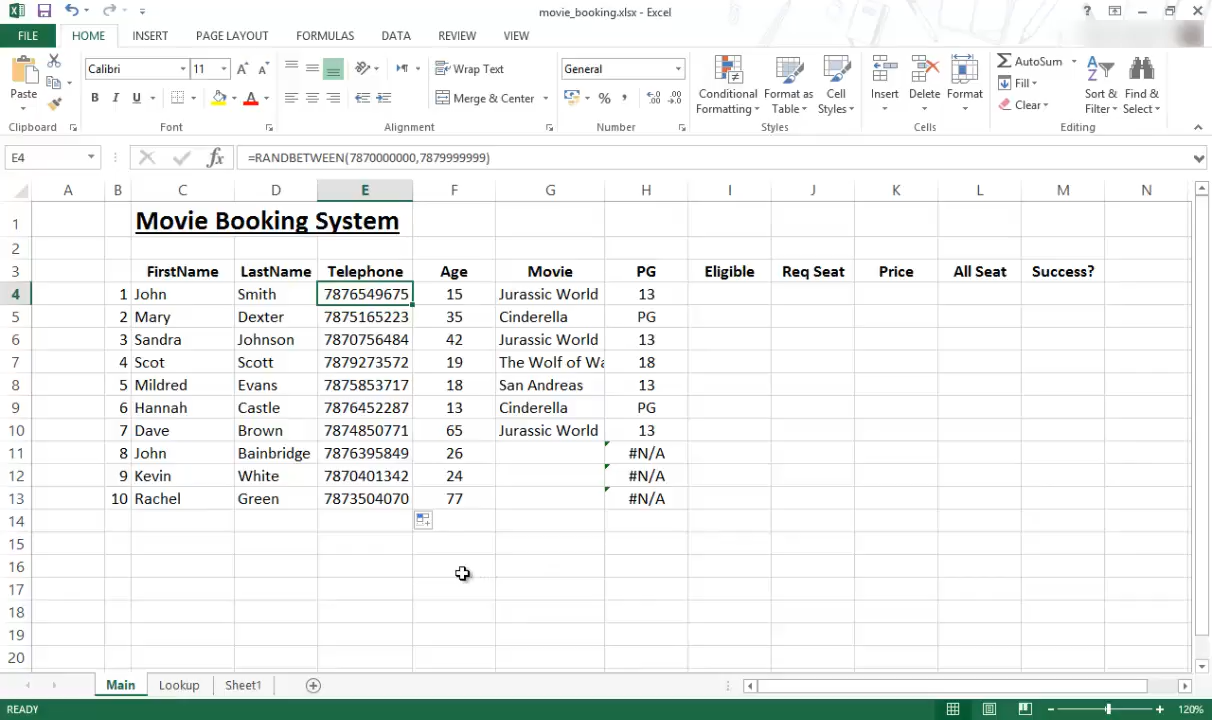 movie_booking.xlsx - Excel
FILE HOME INSERT PAGE LAYOUT FORMULAS DATA REVIEW VIEW
Calibri 11 Wrap Text General AutoSum
Paste B I U Merge & Center % Conditional Formatting Format as Table Cell Styles Insert Delete Format Fill Clear Sort & Filter Find & Select
Clipboard Font Alignment Number Styles Cells Editing
E4 fx =RANDBETWEEN(7870000000,7879999999)
A B C D E F G H I J K L M N
1 Movie Booking System
2
3 FirstName LastName Telephone Age Movie PG Eligible Req Seat Price All Seat Success?
4 1 John Smith 7876549675 15 Jurassic World 13
5 2 Mary Dexter 7875165223 35 Cinderella PG
6 3 Sandra Johnson 7870756484 42 Jurassic World 13
7 4 Scot Scott 7879273572 19 The Wolf of Wa 18
8 5 Mildred Evans 7875853717 18 San Andreas 13
9 6 Hannah Castle 7876452287 13 Cinderella PG
10 7 Dave Brown 7874850771 65 Jurassic World 13
11 8 John Bainbridge 7876395849 26 #N/A
12 9 Kevin White 7870401342 24 #N/A
13 10 Rachel Green 7873504070 77 #N/A
14
15
16
17
18
19
20
Main Lookup Sheet1
READY 120%